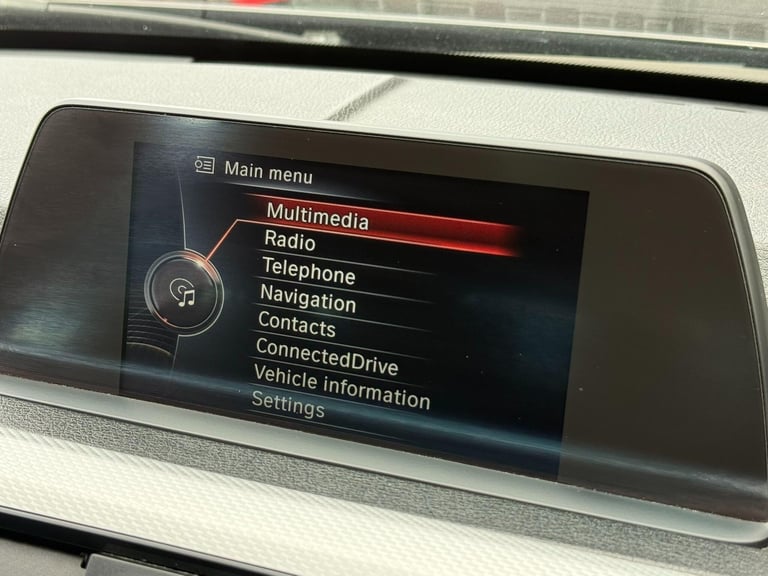 Main menu
Multimedia
Radio
Telephone
Navigation
Contacts
ConnectedDrive
Vehicle information
Settings